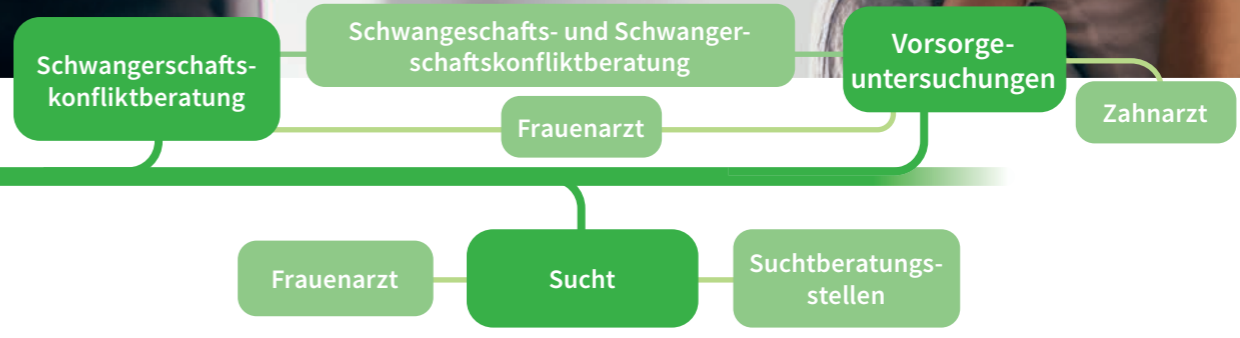 Schwangerschafts-
konfliktberatung
Schwangeschafts- und Schwanger-
schaftskonfliktberatung
Vorsorge-
untersuchungen
Frauenarzt
Zahnarzt
Frauenarzt
Sucht
Suchtberatungs-
stellen